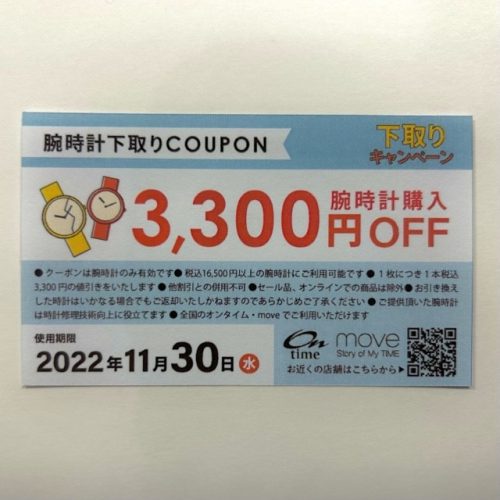 腕時計下取りCOUPON
下取り
キャンペーン
3,300円OFF
腕時計購入
●クーポンは腕時計のみ有効です ●税込16,500円以上の腕時計にご利用可能です ● 1枚につき1本税込
3,300円の値引きをいたします ●他割引との併用不可 ●セール品、オンラインでの商品は除外 ●お引き換え
した時計はいかなる場合でもご返却いたしかねますのであらかじめご了承ください ●ご提供頂いた腕時計
は時計修理技術向上に役立てます ●全国のオンタイム・moveでご利用いただけます
使用期限
2022年11月30日水
On
time
move
Story of My TIME
お近くの店舗はこちらから▶